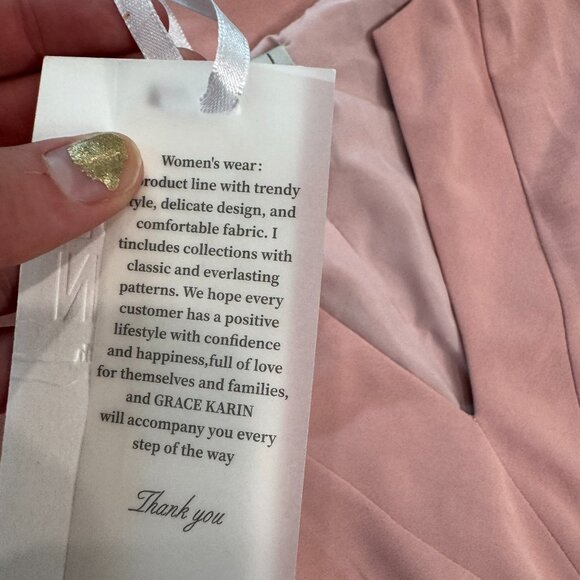 Women's wear:
product line with trendy
style, delicate design, and
comfortable fabric. I
tincludes collections with
classic and everlasting
patterns. We hope every
customer has a positive
lifestyle with confidence
and happiness,full of love
for themselves and families,
and GRACE KARIN
will accompany you every
step of the way
Thank you